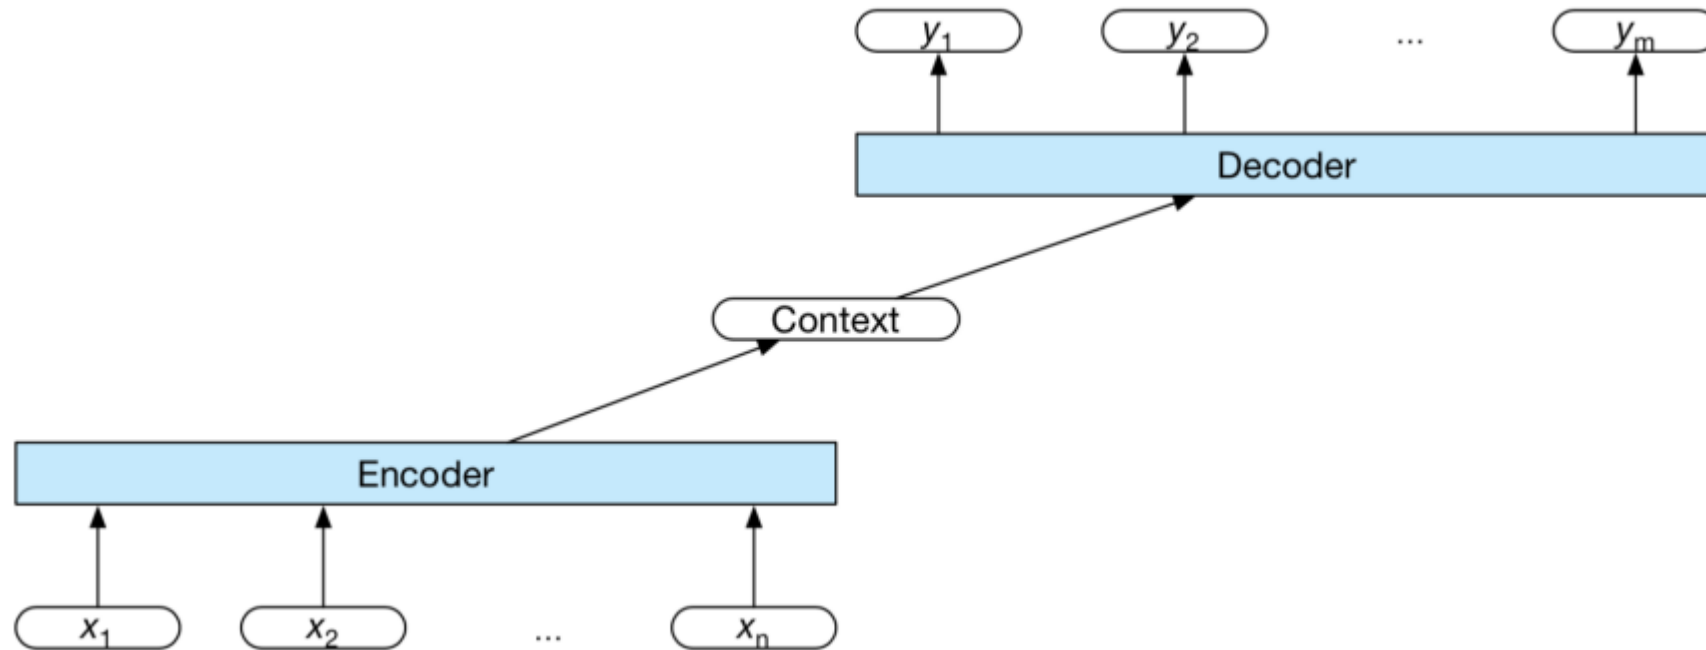 y1 y2 ... ym
Decoder
Context
Encoder
x1 x2 ... xn